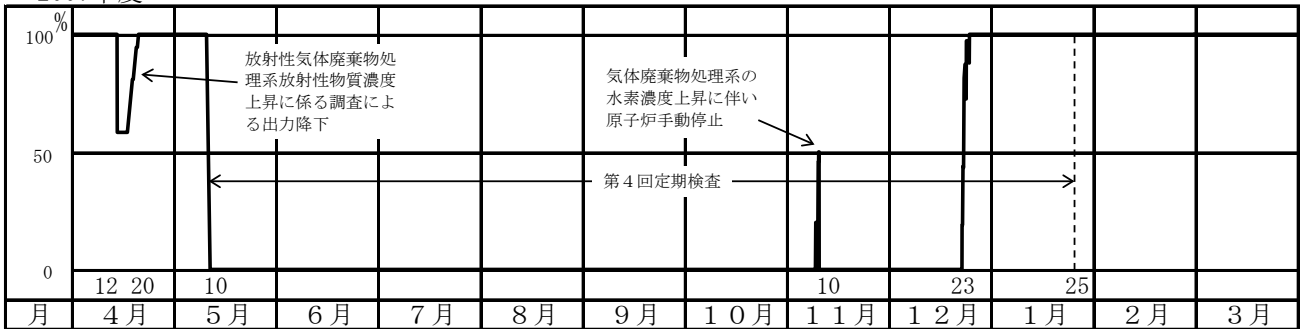 %
100
放射性気体廃棄物処
理系放射性物質濃度
上昇に係る調査によ
る出力降下
気体廃棄物処理系の
水素濃度上昇に伴い
原子炉手動停止
50
第４回定期検査
0
12 20 10 10 23 25
月 ４月 ５月 ６月 ７月 ８月 ９月 １０月 １１月 １２月 １月 ２月 ３月